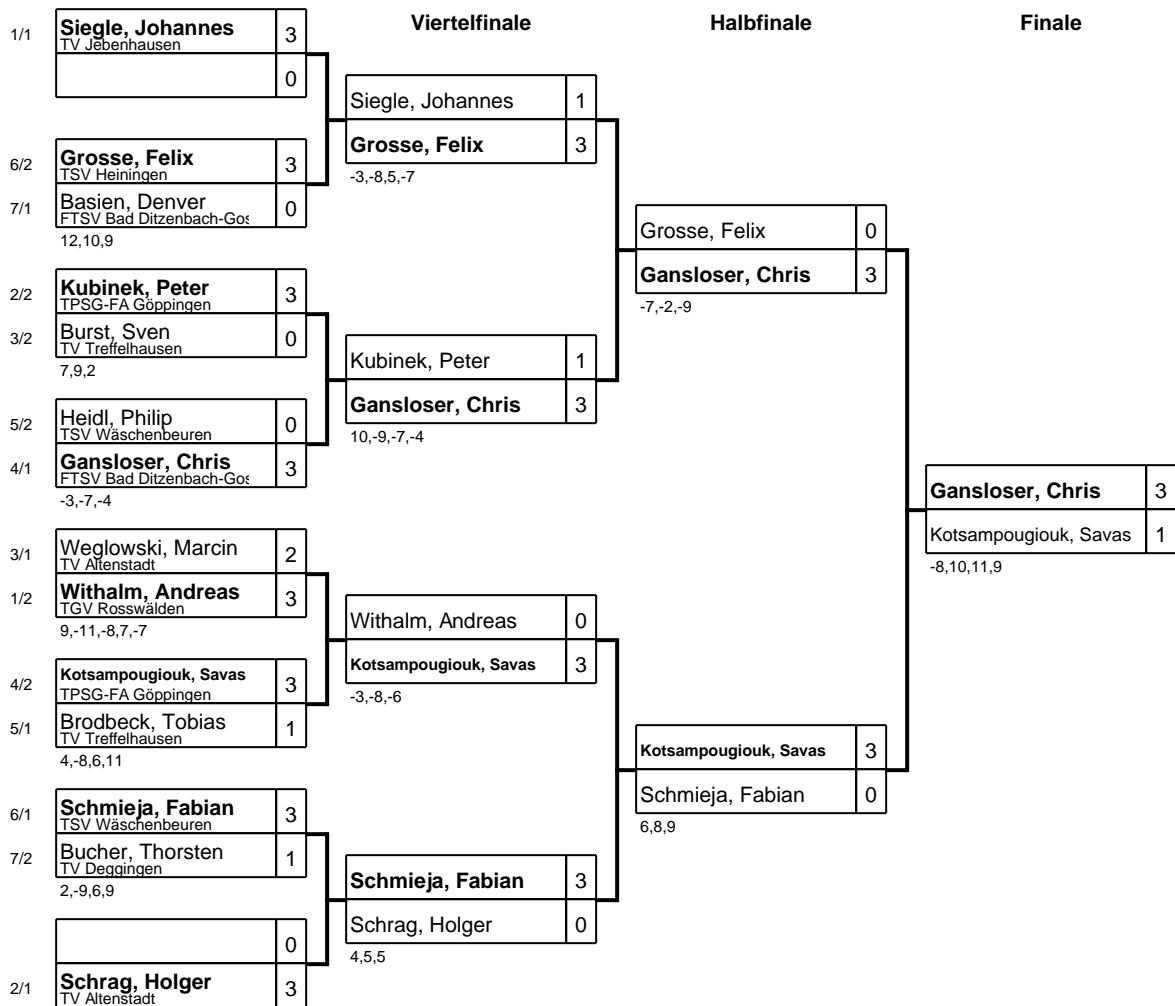 Viertelfinale
Halbfinale
Finale
1/1 Siegle, Johannes 3
TV Jebenhausen
0
6/2 Grosse, Felix 3
TSV Heiningen
7/1 Basien, Denver 0
FTSV Bad Ditzenbach-Gos
12,10,9
2/2 Kubinek, Peter 3
TPSG-FA Göppingen
3/2 Burst, Sven 0
TV Treffelhausen
7,9,2
5/2 Heidl, Philip 0
TSV Wäschenbeuren
4/1 Gansloser, Chris 3
FTSV Bad Ditzenbach-Gos
-3,-7,-4
3/1 Weglowski, Marcin 2
TV Altenstadt
1/2 Withalm, Andreas 3
TGV Rosswälden
9,-11,-8,7,-7
4/2 Kotsampougiouk, Savas 3
TPSG-FA Göppingen
5/1 Brodbeck, Tobias 1
TV Treffelhausen
4,-8,6,11
6/1 Schmieja, Fabian 3
TSV Wäschenbeuren
7/2 Bucher, Thorsten 1
TV Deggingen
2,-9,6,9
0
2/1 Schrag, Holger 3
TV Altenstadt
Siegle, Johannes 1
Grosse, Felix 3
-3,-8,5,-7
Kubinek, Peter 1
Gansloser, Chris 3
10,-9,-7,-4
Withalm, Andreas 0
Kotsampougiouk, Savas 3
-3,-8,-6
Schmieja, Fabian 3
Schrag, Holger 0
4,5,5
Grosse, Felix 0
Gansloser, Chris 3
-7,-2,-9
Kotsampougiouk, Savas 3
Schmieja, Fabian 0
6,8,9
Gansloser, Chris 3
Kotsampougiouk, Savas 1
-8,10,11,9